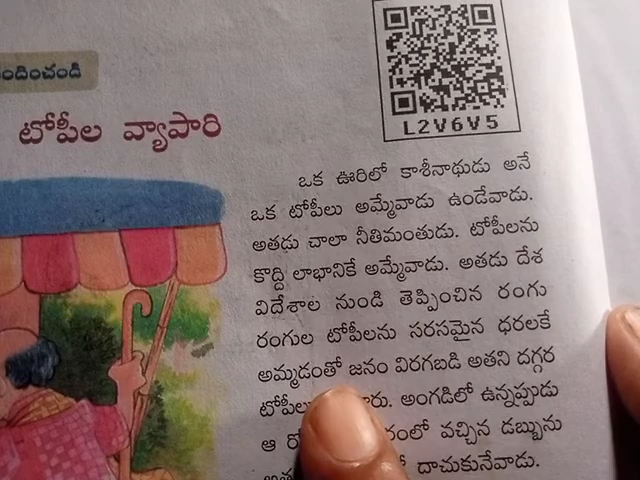 ందించండి
L2V6V5
టోపీల వ్యాపారి
ఒక ఊరిలో కాశీనాథుడు అనే
ఒక టోపీలు అమ్మేవాడు ఉండేవాడు.
అతడు చాలా నీతిమంతుడు. టోపీలను
కొద్ది లాభానికే అమ్మేవాడు. అతడు దేశ
విదేశాల నుండి తెప్పించిన రంగు
రంగుల టోపీలను సరసమైన ధరలకే
అమ్మడంతో జనం విరగబడి అతని దగ్గర
టోపీలు అంగడిలో ఉన్నప్పుడు
ఆ వచ్చిన డబ్బును
దాచుకునేవాడు.